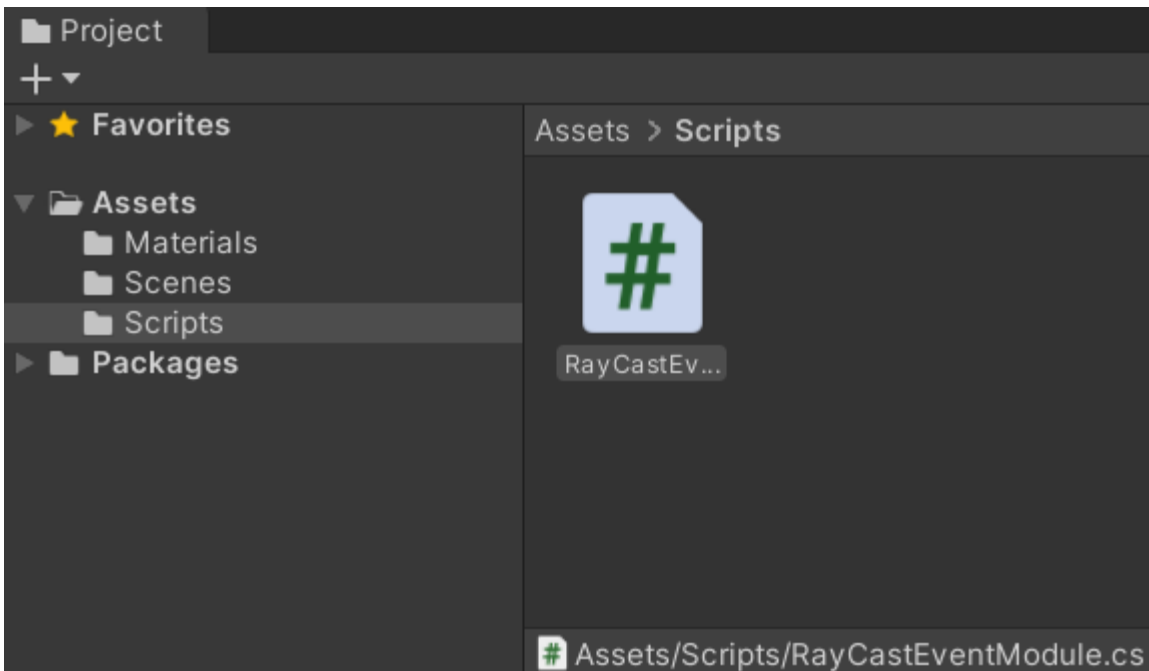 Project
Favorites
Assets
Materials
Scenes
Scripts
Packages
Assets > Scripts
#
RayCastEv...
# Assets/Scripts/RayCastEventModule.cs